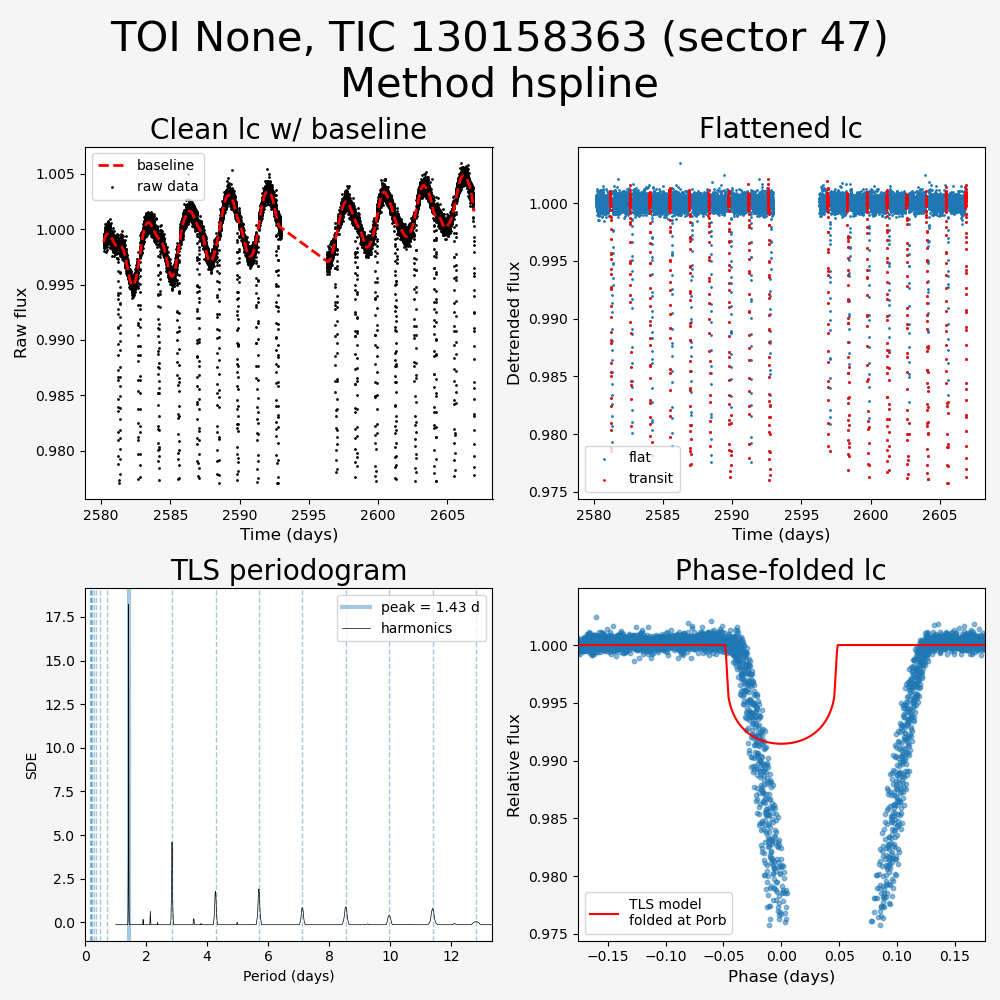 TOI None, TIC 130158363 (sector 47)
Method hspline
Clean lc w/ baseline
Flattened lc
baseline
raw data
1.005
1.000
0.995
0.990
0.985
0.980
Raw flux
2580
2585
2590
2595
2600
2605
Time (days)
1.000
0.995
0.990
0.985
0.980
0.975
Detrended flux
flat
transit
2580
2585
2590
2595
2600
2605
Time (days)
TLS periodogram
Phase-folded lc
peak = 1.43 d
harmonics
17.5
15.0
12.5
10.0
7.5
5.0
2.5
0.0
SDE
0
2
4
6
8
10
12
Period (days)
1.000
0.995
0.990
0.985
0.980
0.975
Relative flux
TLS model
folded at Porb
−0.15
−0.10
−0.05
0.00
0.05
0.10
0.15
Phase (days)